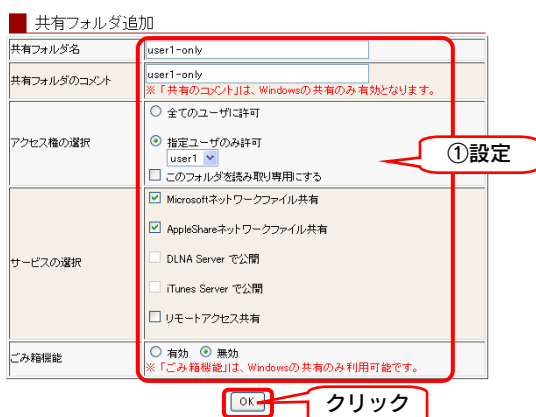 共有フォルダ追加
共有フォルダ名
user1-only
共有フォルダのコメント
user1-only
※「共有のコメント」は、Windowsの共有のみ有効となります。
アクセス権の選択
全てのユーザに許可
指定ユーザのみ許可
user1
このフォルダを読み取り専用にする
①設定
サービスの選択
Microsoftネットワークファイル共有
AppleShareネットワークファイル共有
DLNA Server で公開
iTunes Server で公開
リモートアクセス共有
ごみ箱機能
有効 無効
※「ごみ箱機能」は、Windowsの共有のみ利用可能です。
OK
クリック